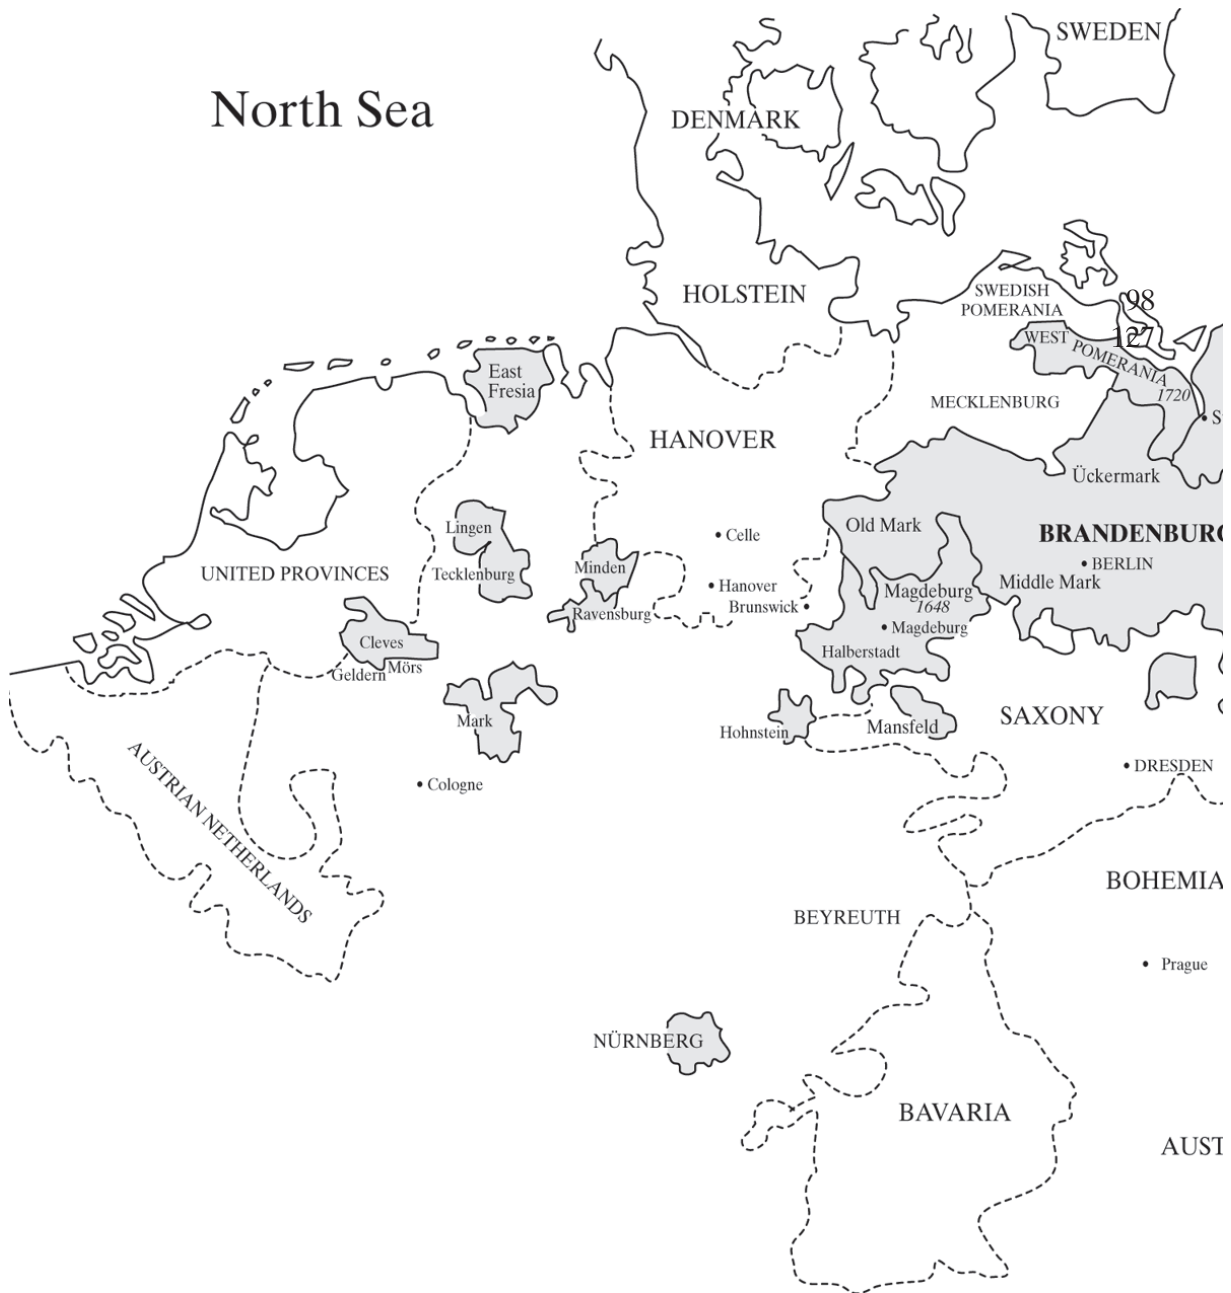 SWEDEN
North Sea
DENMARK
HOLSTEIN
SWEDISH
POMERANIA
98
127
WEST POMERANIA
1720
East
Fresia
MECKLENBURG
HANOVER
S
Ückermark
Lingen
Old Mark
Celle
BRANDENBURG
BERLIN
UNITED PROVINCES
Tecklenburg
Minden
Hanover
Middle Mark
Magdeburg
1648
Brunswick
Ravensburg
Magdeburg
Cleves
Halberstadt
Geldern
Mörs
Mark
Hohnstein
Mansfeld
SAXONY
DRESDEN
Cologne
AUSTRIAN NETHERLANDS
BOHEMIA
BEYREUTH
Prague
NÜRNBERG
BAVARIA
AUST